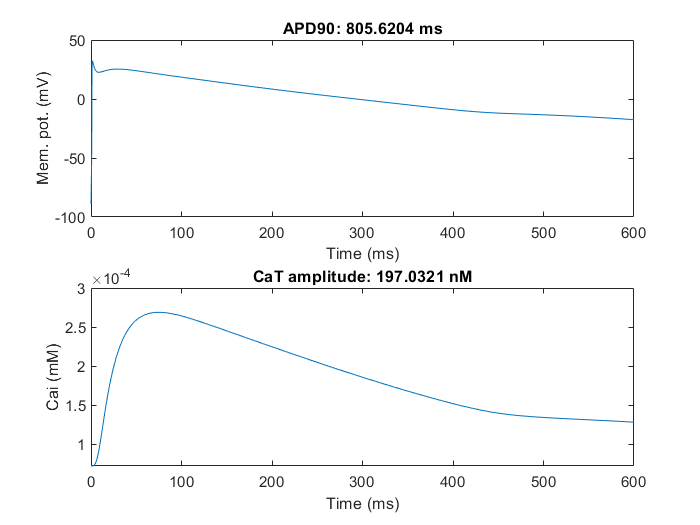 APD90: 805.6204 ms
50
0
-50
-100
Mem. pot. (mV)
0 100 200 300 400 500 600
Time (ms)
×10-4
CaT amplitude: 197.0321 nM
3
2.5
2
1.5
1
Cai (mM)
0 100 200 300 400 500 600
Time (ms)